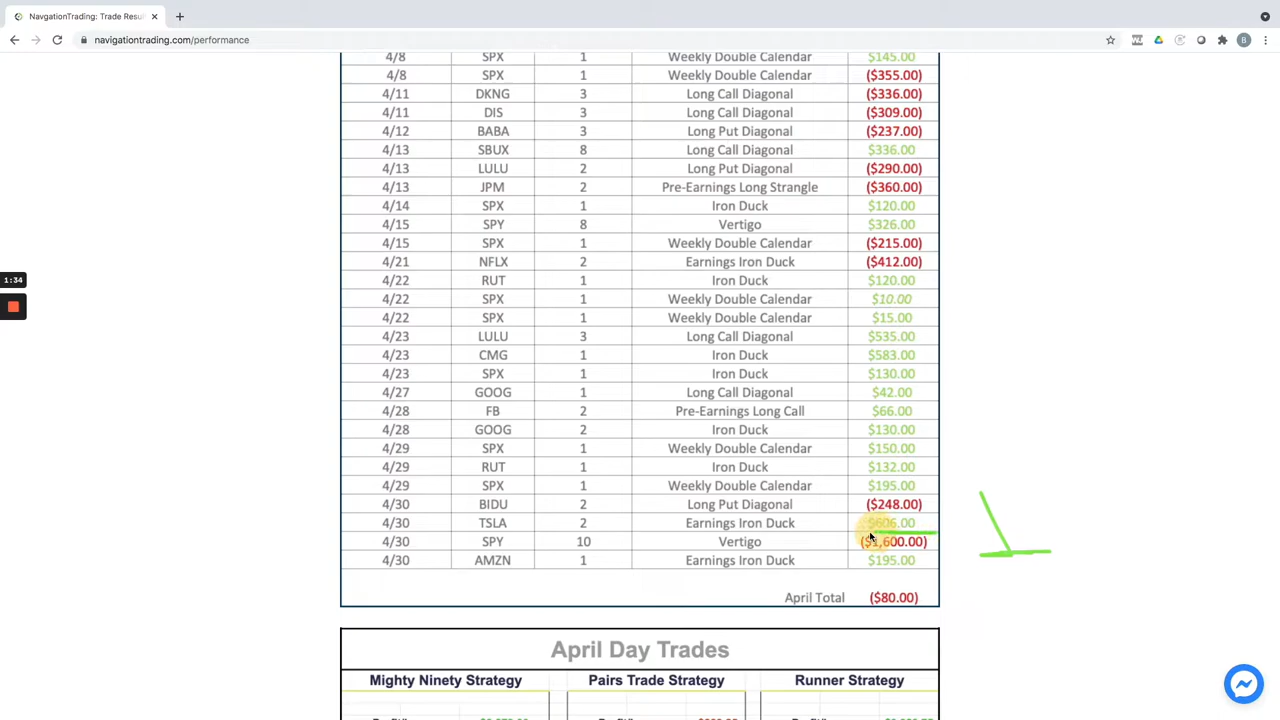 NavgationTrading: Trade Resu
navigationtrading.com/performance
B
4/8 SPX 1 Weekly Double Calendar $145.00
4/8 SPX 1 Weekly Double Calendar ($355.00)
4/11 DKNG 3 Long Call Diagonal ($336.00)
4/11 DIS 3 Long Call Diagonal ($309.00)
4/12 BABA 3 Long Put Diagonal ($237.00)
4/13 SBUX 8 Long Call Diagonal $336.00
4/13 LULU 2 Long Put Diagonal ($290.00)
4/13 JPM 2 Pre-Earnings Long Strangle ($360.00)
4/14 SPX 1 Iron Duck $120.00
4/15 SPY 8 Vertigo $326.00
4/15 SPX 1 Weekly Double Calendar ($215.00)
4/21 NFLX 2 Earnings Iron Duck ($412.00)
1:34
4/22 RUT 1 Iron Duck $120.00
4/22 SPX 1 Weekly Double Calendar $10.00
4/22 SPX 1 Weekly Double Calendar $15.00
4/23 LULU 3 Long Call Diagonal $535.00
4/23 CMG 1 Iron Duck $583.00
4/23 SPX 1 Iron Duck $130.00
4/27 GOOG 1 Long Call Diagonal $42.00
4/28 FB 2 Pre-Earnings Long Call $66.00
4/28 GOOG 2 Iron Duck $130.00
4/29 SPX 1 Weekly Double Calendar $150.00
4/29 RUT 1 Iron Duck $132.00
4/29 SPX 1 Weekly Double Calendar $195.00
4/30 BIDU 2 Long Put Diagonal ($248.00)
4/30 TSLA 2 Earnings Iron Duck $606.00
4/30 SPY 10 Vertigo ($1,600.00)
4/30 AMZN 1 Earnings Iron Duck $195.00
April Total ($80.00)
April Day Trades
Mighty Ninety Strategy Pairs Trade Strategy Runner Strategy